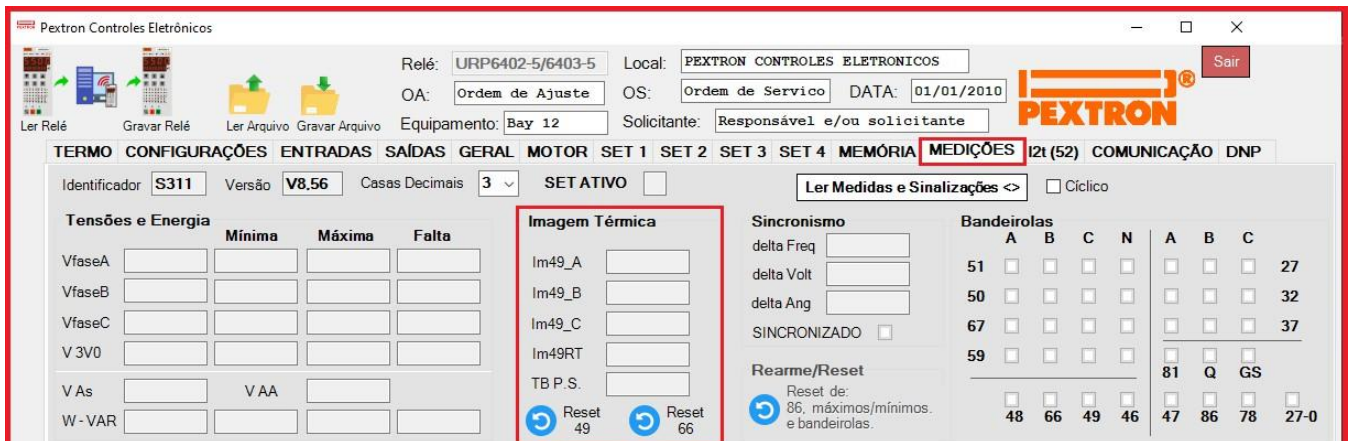 Pextron Controles Eletrônicos
Relé: URP6402-5/6403-5 Local: PEXTRON CONTROLES ELETRONICOS Sair
OA: Ordem de Ajuste OS: Ordem de Servico DATA: 01/01/2010
Equipamento: Bay 12 Solicitante: Responsável e/ou solicitante
PEXTRON ®
Ler Relé Gravar Relé Ler Arquivo Gravar Arquivo
TERMO CONFIGURAÇÕES ENTRADAS SAÍDAS GERAL MOTOR SET 1 SET 2 SET 3 SET 4 MEMÓRIA MEDIÇÕES I2t (52) COMUNICAÇÃO DNP
Identificador S311 Versão V8,56 Casas Decimais 3 SET ATIVO Ler Medidas e Sinalizações <> Cíclico
Tensões e Energia
Mínima Máxima Falta
VfaseA
VfaseB
VfaseC
V 3V0
V As V AA
W - VAR
Imagem Térmica
Im49_A
Im49_B
Im49_C
Im49RT
TB P.S.
Reset 49 Reset 66
Sincronismo
delta Freq
delta Volt
delta Ang
SINCRONIZADO
Rearme/Reset
Reset de:
86, máximos/mínimos.
e bandeirolas.
Bandeirolas
A B C N A B C
51 27
50 32
67 37
59
81 Q GS
48 66 49 46 47 86 78 27-0